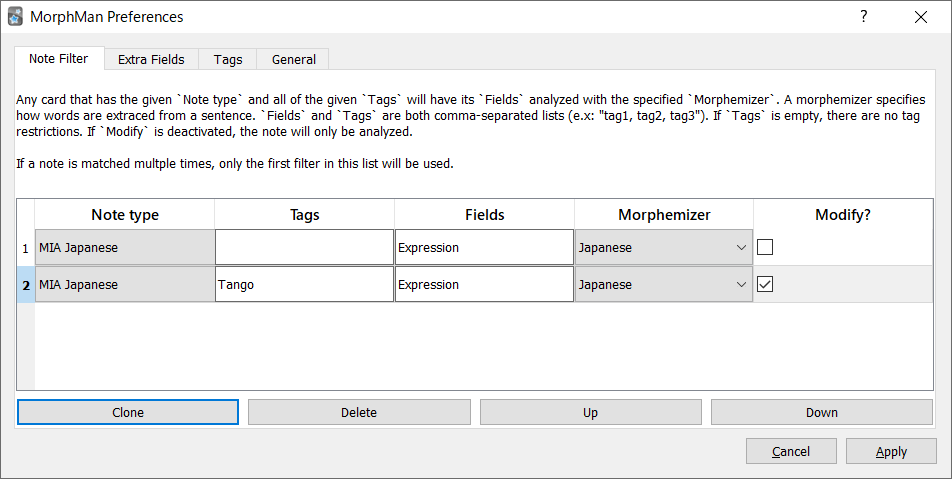 MorphMan Preferences
Note Filter Extra Fields Tags General
Any card that has the given `Note type` and all of the given `Tags` will have its `Fields` analyzed with the specified `Morphemizer`. A morphemizer specifies
how words are extraced from a sentence. `Fields` and `Tags` are both comma-separated lists (e.x: "tag1, tag2, tag3"). If `Tags` is empty, there are no tag
restrictions. If `Modify` is deactivated, the note will only be analyzed.
If a note is matched multple times, only the first filter in this list will be used.
Note type Tags Fields Morphemizer Modify?
1 MIA Japanese Expression Japanese
2 MIA Japanese Tango Expression Japanese
Clone Delete Up Down
Cancel Apply